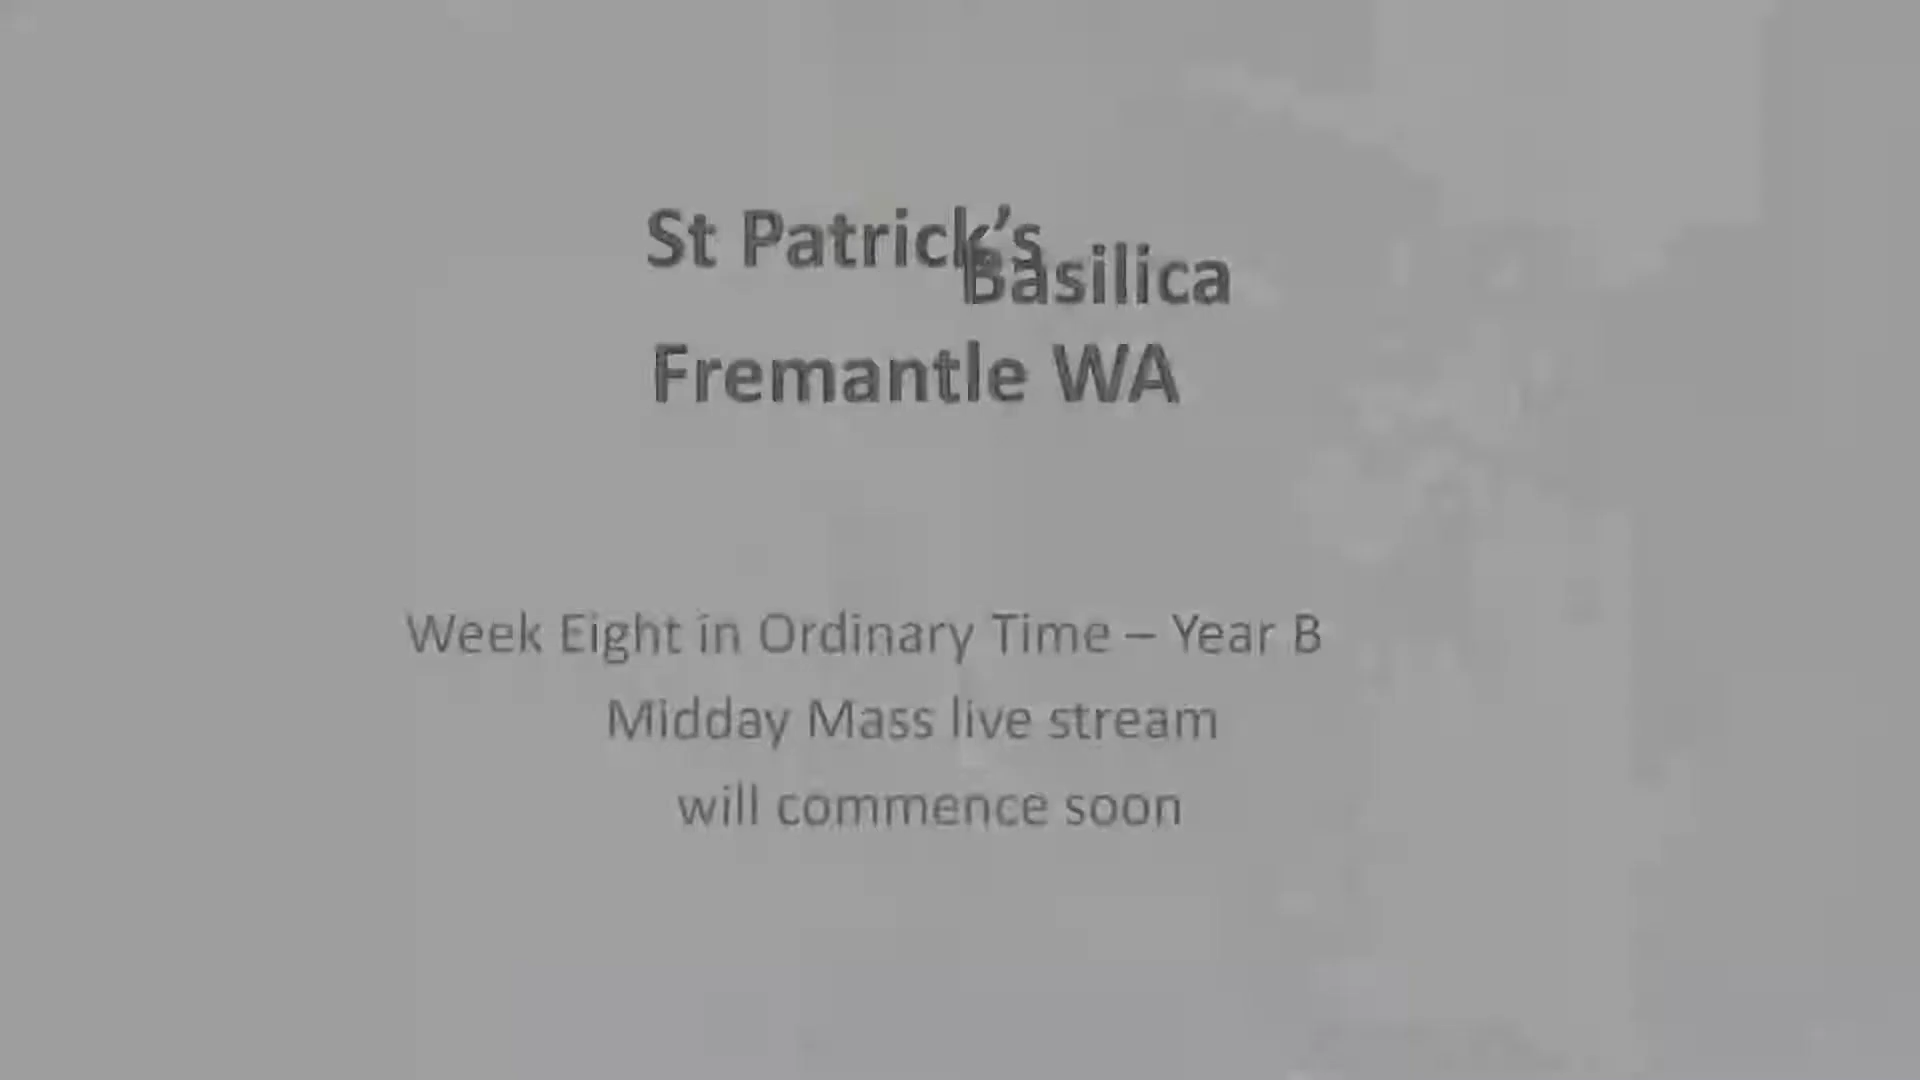 St Patrick's
Basilica
Fremantle WA
Week Eight in Ordinary Time – Year B
Midday Mass live stream
will commence soon